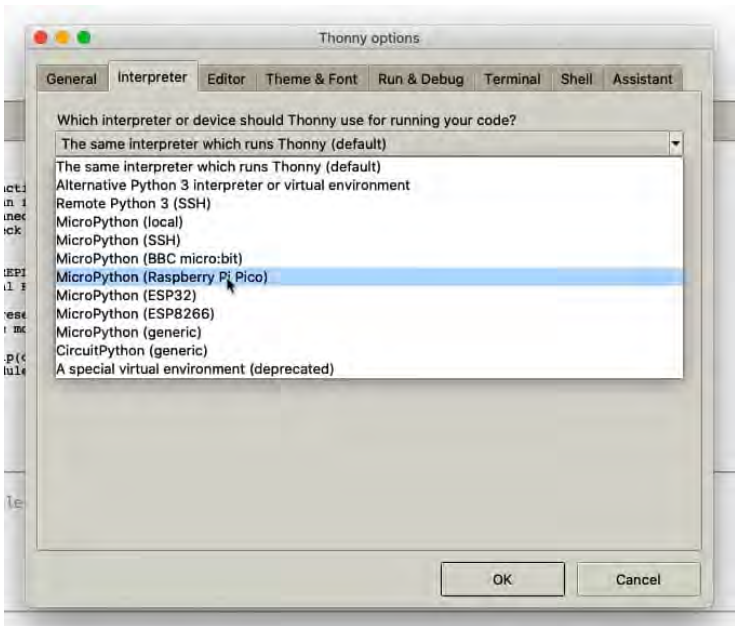 Thonny options
General Interpreter Editor Theme & Font Run & Debug Terminal Shell Assistant
Which interpreter or device should Thonny use for running your code?
The same interpreter which runs Thonny (default)
The same interpreter which runs Thonny (default)
Alternative Python 3 interpreter or virtual environment
Remote Python 3 (SSH)
MicroPython (local)
MicroPython (SSH)
MicroPython (BBC micro:bit)
MicroPython (Raspberry Pi Pico)
MicroPython (ESP32)
MicroPython (ESP8266)
MicroPython (generic)
CircuitPython (generic)
A special virtual environment (deprecated)
OK Cancel